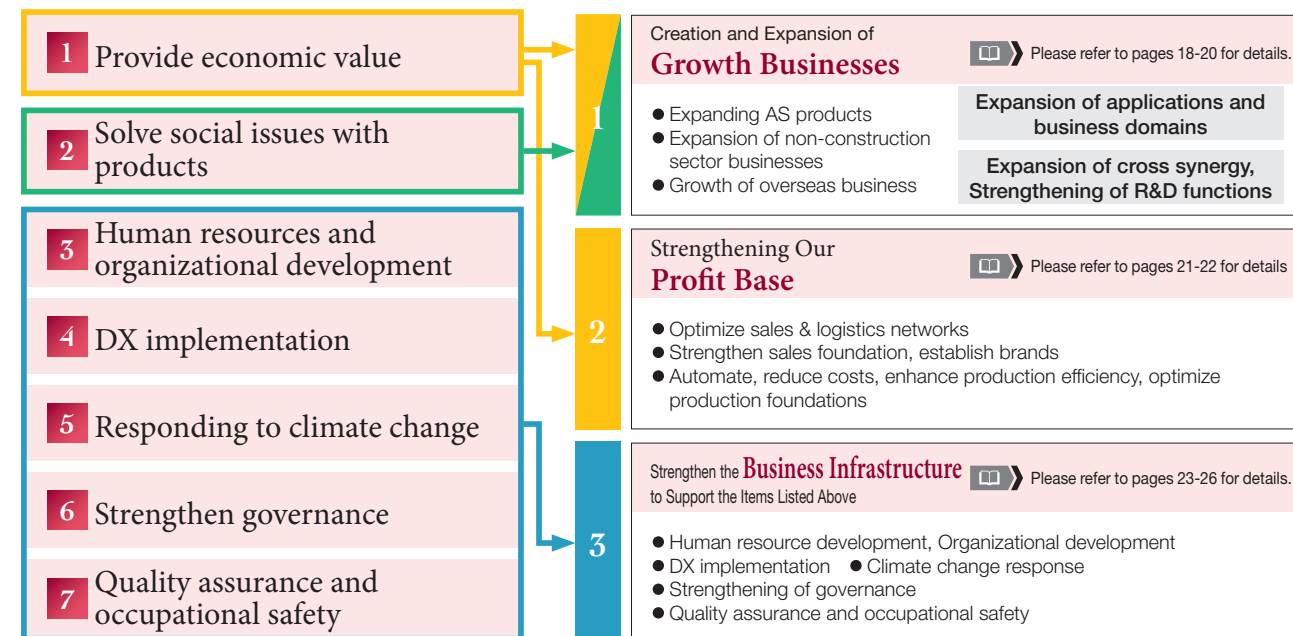 1 Provide economic value
2 Solve social issues with
products
3 Human resources and
organizational development
4 DX implementation
5 Responding to climate change
6 Strengthen governance
7 Quality assurance and
occupational safety
1
Creation and Expansion of
Growth Businesses
Please refer to pages 18-20 for details.
● Expanding AS products
● Expansion of non-construction
sector businesses
● Growth of overseas business
Expansion of applications and
business domains
Expansion of cross synergy,
Strengthening of R&D functions
2
Strengthening Our
Profit Base
Please refer to pages 21-22 for details
● Optimize sales & logistics networks
● Strengthen sales foundation, establish brands
● Automate, reduce costs, enhance production efficiency, optimize
production foundations
3
Strengthen the Business Infrastructure
to Support the Items Listed Above
Please refer to pages 23-26 for details.
● Human resource development, Organizational development
● DX implementation ● Climate change response
● Strengthening of governance
● Quality assurance and occupational safety